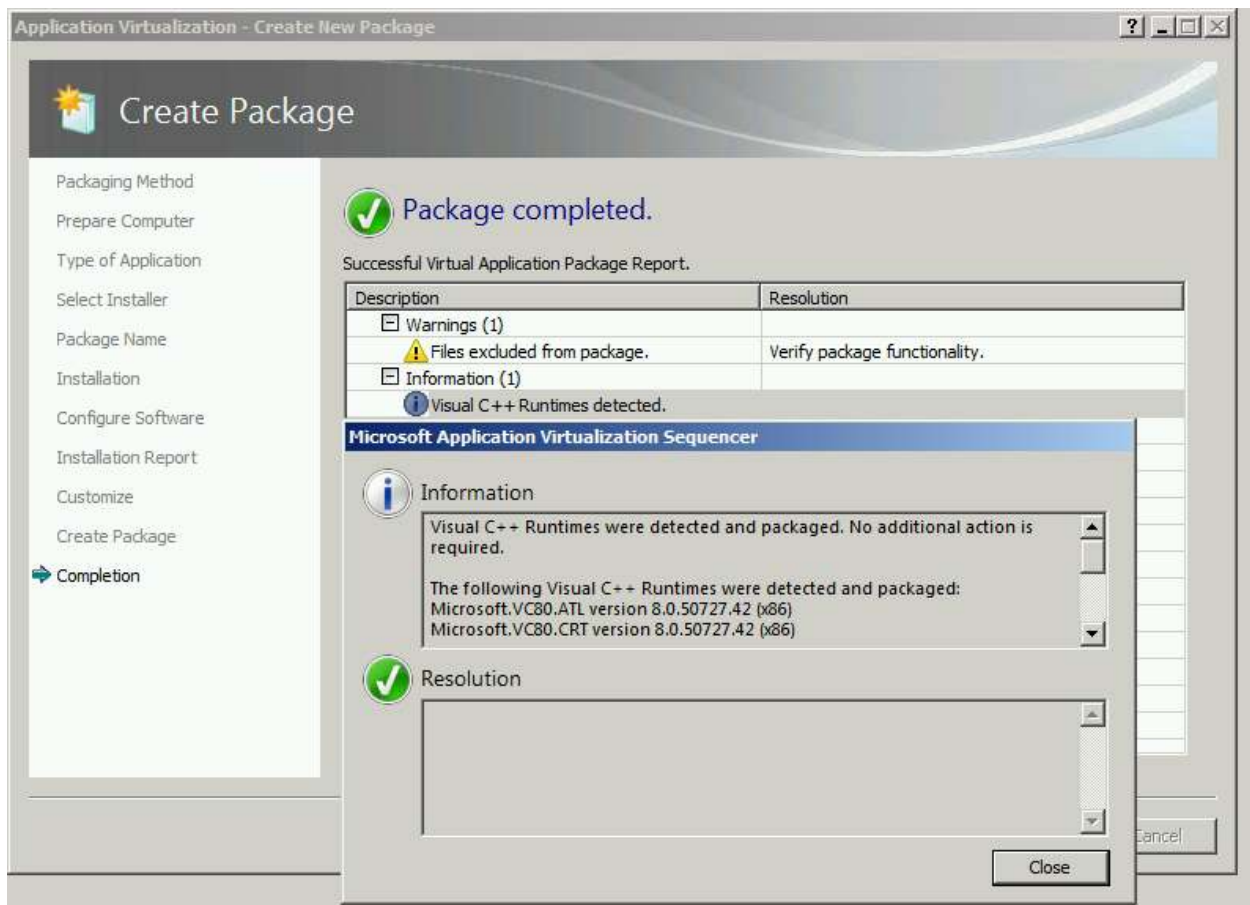 Application Virtualization - Create New Package
Create Package
Packaging Method
Prepare Computer
Type of Application
Select Installer
Package Name
Installation
Configure Software
Installation Report
Customize
Create Package
Completion
Package completed.
Successful Virtual Application Package Report.
Description Resolution
Warnings (1)
Files excluded from package. Verify package functionality.
Information (1)
Visual C++ Runtimes detected.
Microsoft Application Virtualization Sequencer
Information
Visual C++ Runtimes were detected and packaged. No additional action is
required.
The following Visual C++ Runtimes were detected and packaged:
Microsoft.VC80.ATL version 8.0.50727.42 (x86)
Microsoft.VC80.CRT version 8.0.50727.42 (x86)
Resolution
Cancel
Close